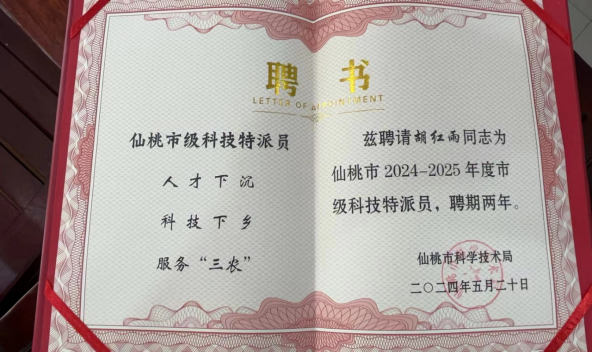 聘书
LETTER OF APPOINTMENT
仙桃市级科技特派员
人才下沉
科技下乡
服务“三农”
兹聘请胡红雨同志为
仙桃市2024-2025年度市
级科技特派员，聘期两年。
仙桃市科学技术局
二〇二四年五月二十日